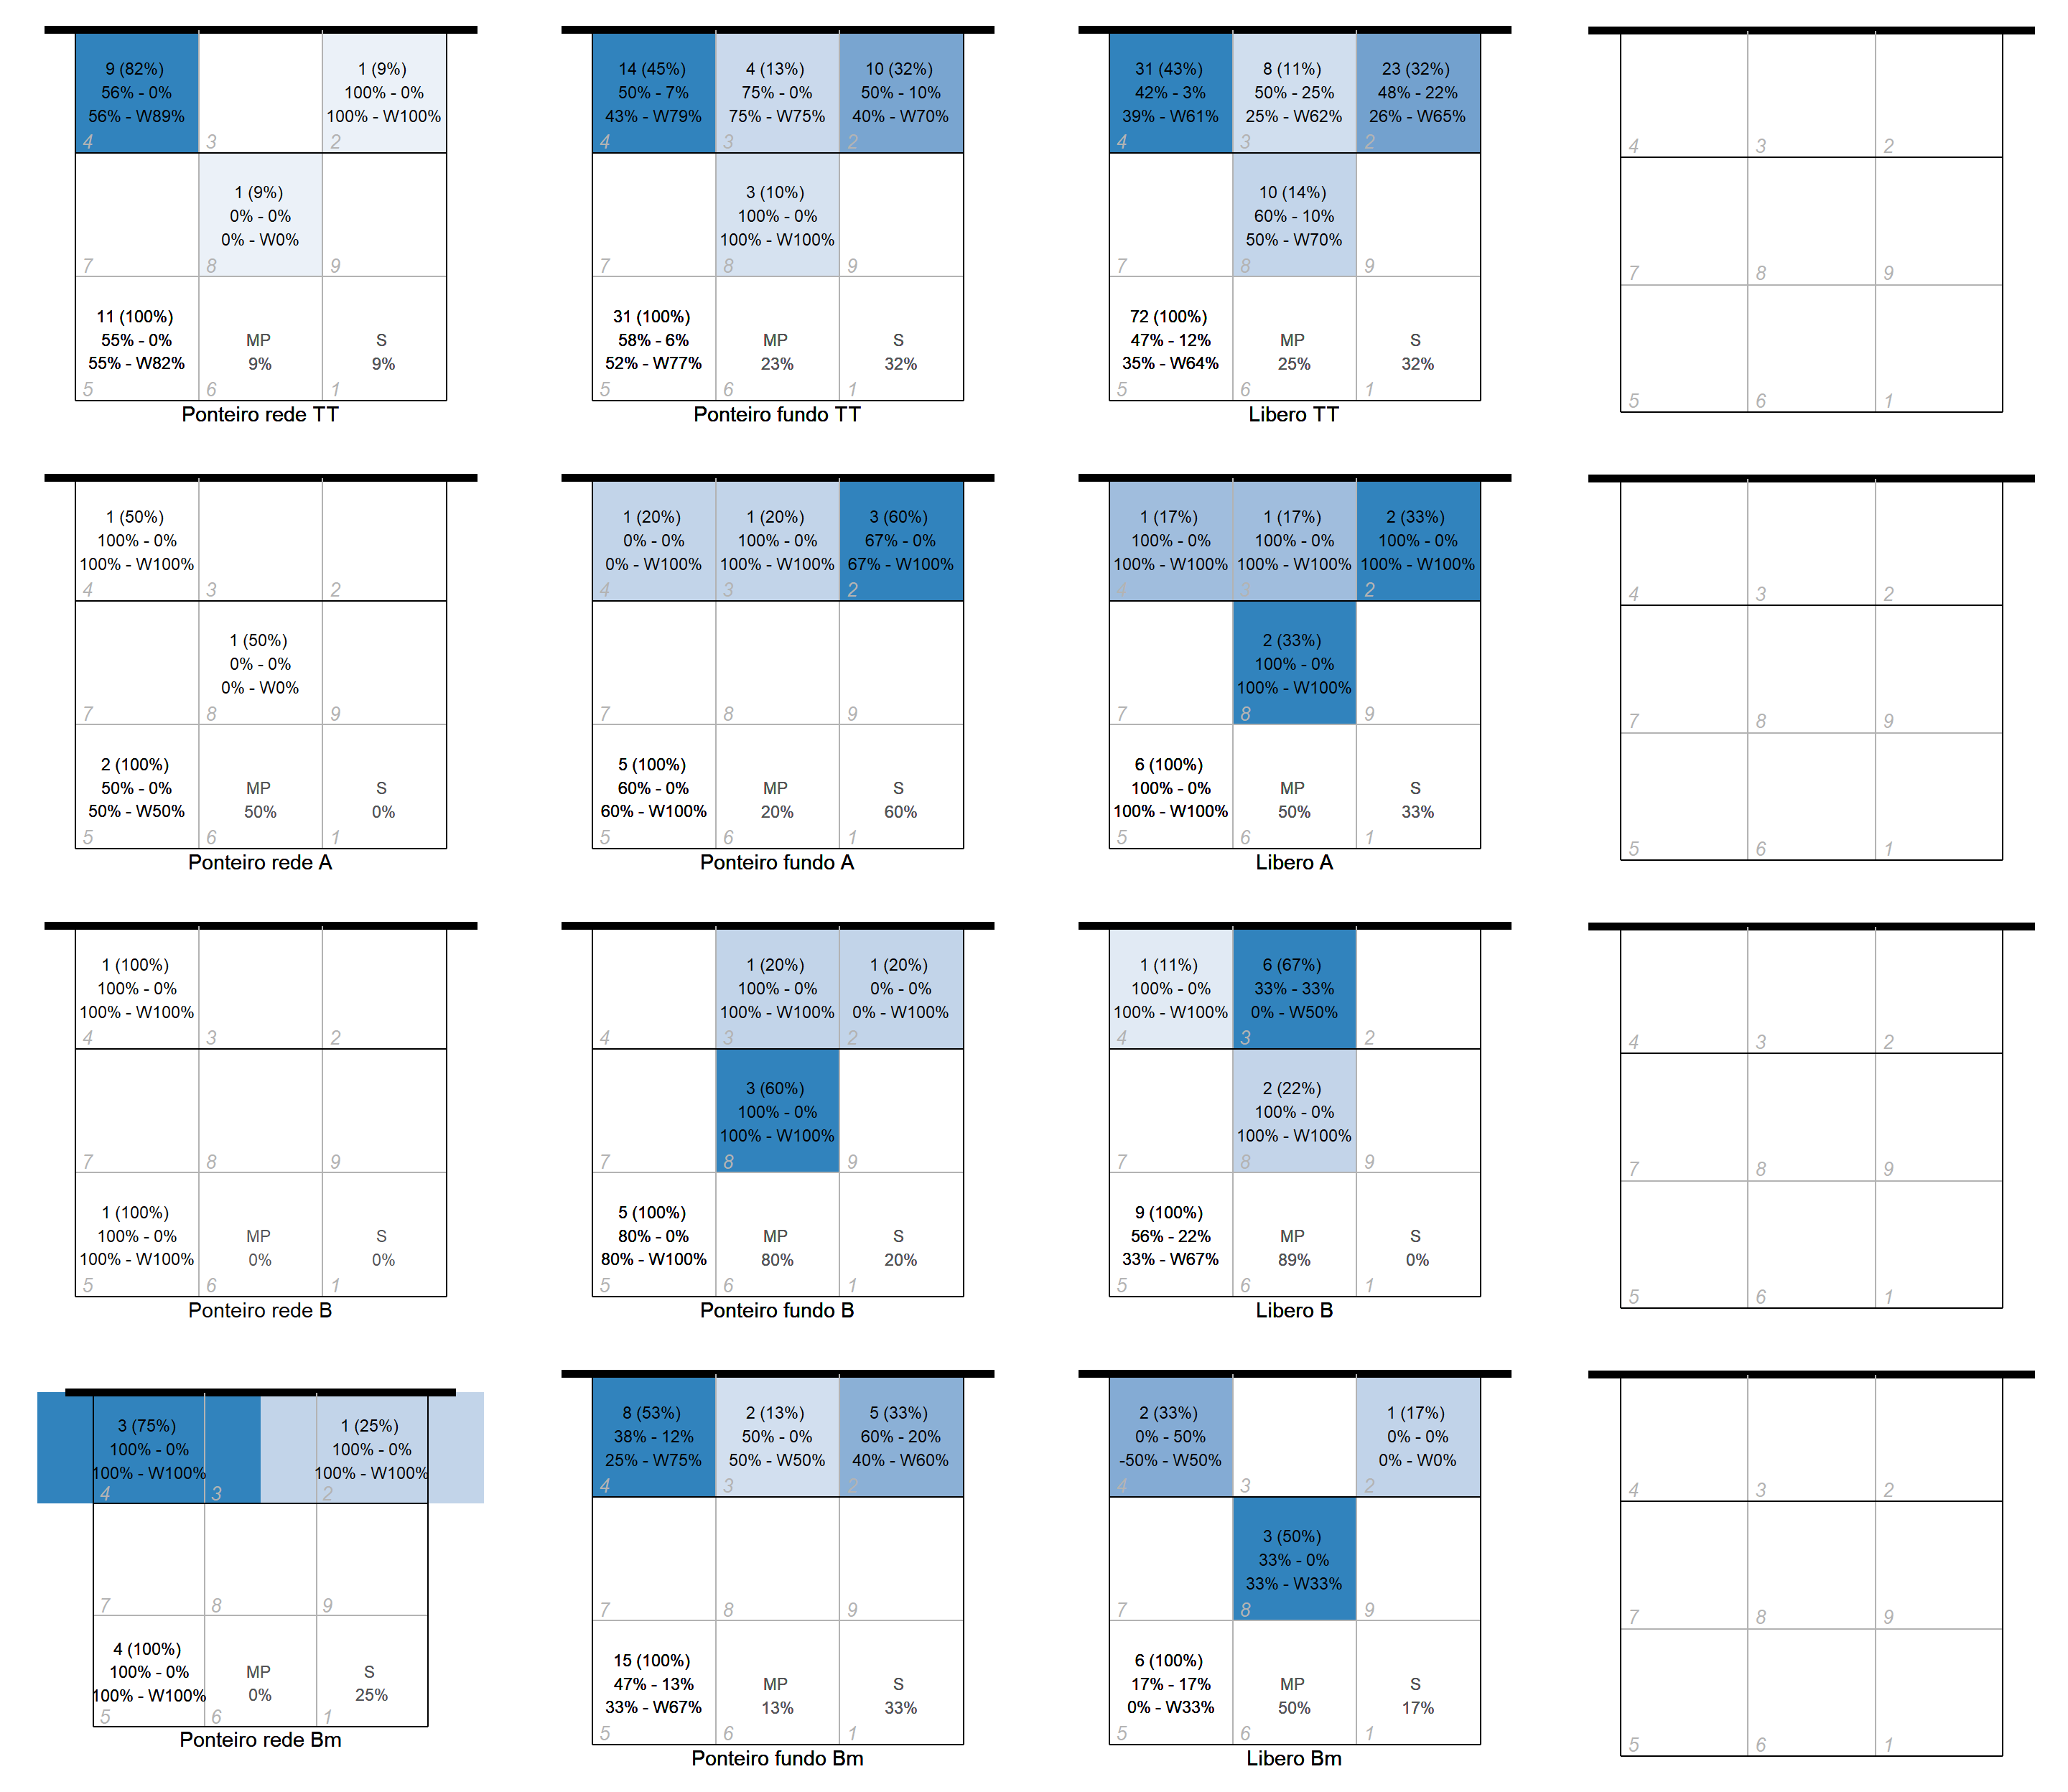 9 (82%)
56% - 0%
56% - W89%
4
3
1 (9%)
100% - 0%
100% - W100%
2
7
1 (9%)
0% - 0%
0% - W0%
8
9
11 (100%)
55% - 0%
55% - W82%
5
MP
9%
6
S
9%
1
Ponteiro rede TT
14 (45%)
50% - 7%
43% - W79%
4
4 (13%)
75% - 0%
75% - W75%
3
10 (32%)
50% - 10%
40% - W70%
2
7
3 (10%)
100% - 0%
100% - W100%
8
9
31 (100%)
58% - 6%
52% - W77%
5
MP
23%
6
S
32%
1
Ponteiro fundo TT
31 (43%)
42% - 3%
39% - W61%
4
8 (11%)
50% - 25%
25% - W62%
3
23 (32%)
48% - 22%
26% - W65%
2
7
10 (14%)
60% - 10%
50% - W70%
8
9
72 (100%)
47% - 12%
35% - W64%
5
MP
25%
6
S
32%
1
Libero TT
4
3
2
7
8
9
5
6
1
1 (50%)
100% - 0%
100% - W100%
4
3
2
7
1 (50%)
0% - 0%
0% - W0%
8
9
2 (100%)
50% - 0%
50% - W50%
5
MP
50%
6
S
0%
1
Ponteiro rede A
1 (20%)
0% - 0%
0% - W100%
4
1 (20%)
100% - 0%
100% - W100%
3
3 (60%)
67% - 0%
67% - W100%
2
7
8
9
5 (100%)
60% - 0%
60% - W100%
5
MP
20%
6
S
60%
1
Ponteiro fundo A
1 (17%)
100% - 0%
100% - W100%
4
1 (17%)
100% - 0%
100% - W100%
3
2 (33%)
100% - 0%
100% - W100%
2
7
2 (33%)
100% - 0%
100% - W100%
8
9
6 (100%)
100% - 0%
100% - W100%
5
MP
50%
6
S
33%
1
Libero A
4
3
2
7
8
9
5
6
1
1 (100%)
100% - 0%
100% - W100%
4
3
2
7
8
9
1 (100%)
100% - 0%
100% - W100%
5
MP
0%
6
S
0%
1
Ponteiro rede B
4
1 (20%)
100% - 0%
100% - W100%
3
1 (20%)
0% - 0%
0% - W100%
2
7
3 (60%)
100% - 0%
100% - W100%
8
9
5 (100%)
80% - 0%
80% - W100%
5
MP
80%
6
S
20%
1
Ponteiro fundo B
1 (11%)
100% - 0%
100% - W100%
4
6 (67%)
33% - 33%
0% - W50%
3
2
7
2 (22%)
100% - 0%
100% - W100%
8
9
9 (100%)
56% - 22%
33% - W67%
5
MP
89%
6
S
0%
1
Libero B
4
3
2
7
8
9
5
6
1
3 (75%)
100% - 0%
100% - W100%
4
3
1 (25%)
100% - 0%
100% - W100%
2
7
8
9
4 (100%)
100% - 0%
100% - W100%
5
MP
0%
6
S
25%
1
Ponteiro rede Bm
8 (53%)
38% - 12%
25% - W75%
4
2 (13%)
50% - 0%
50% - W50%
3
5 (33%)
60% - 20%
40% - W60%
2
7
8
9
15 (100%)
47% - 13%
33% - W67%
5
MP
13%
6
S
33%
1
Ponteiro fundo Bm
2 (33%)
0% - 50%
-50% - W50%
4
3
1 (17%)
0% - 0%
0% - W0%
2
7
3 (50%)
33% - 0%
33% - W33%
8
9
6 (100%)
17% - 17%
0% - W33%
5
MP
50%
6
S
17%
1
Libero Bm
4
3
2
7
8
9
5
6
1